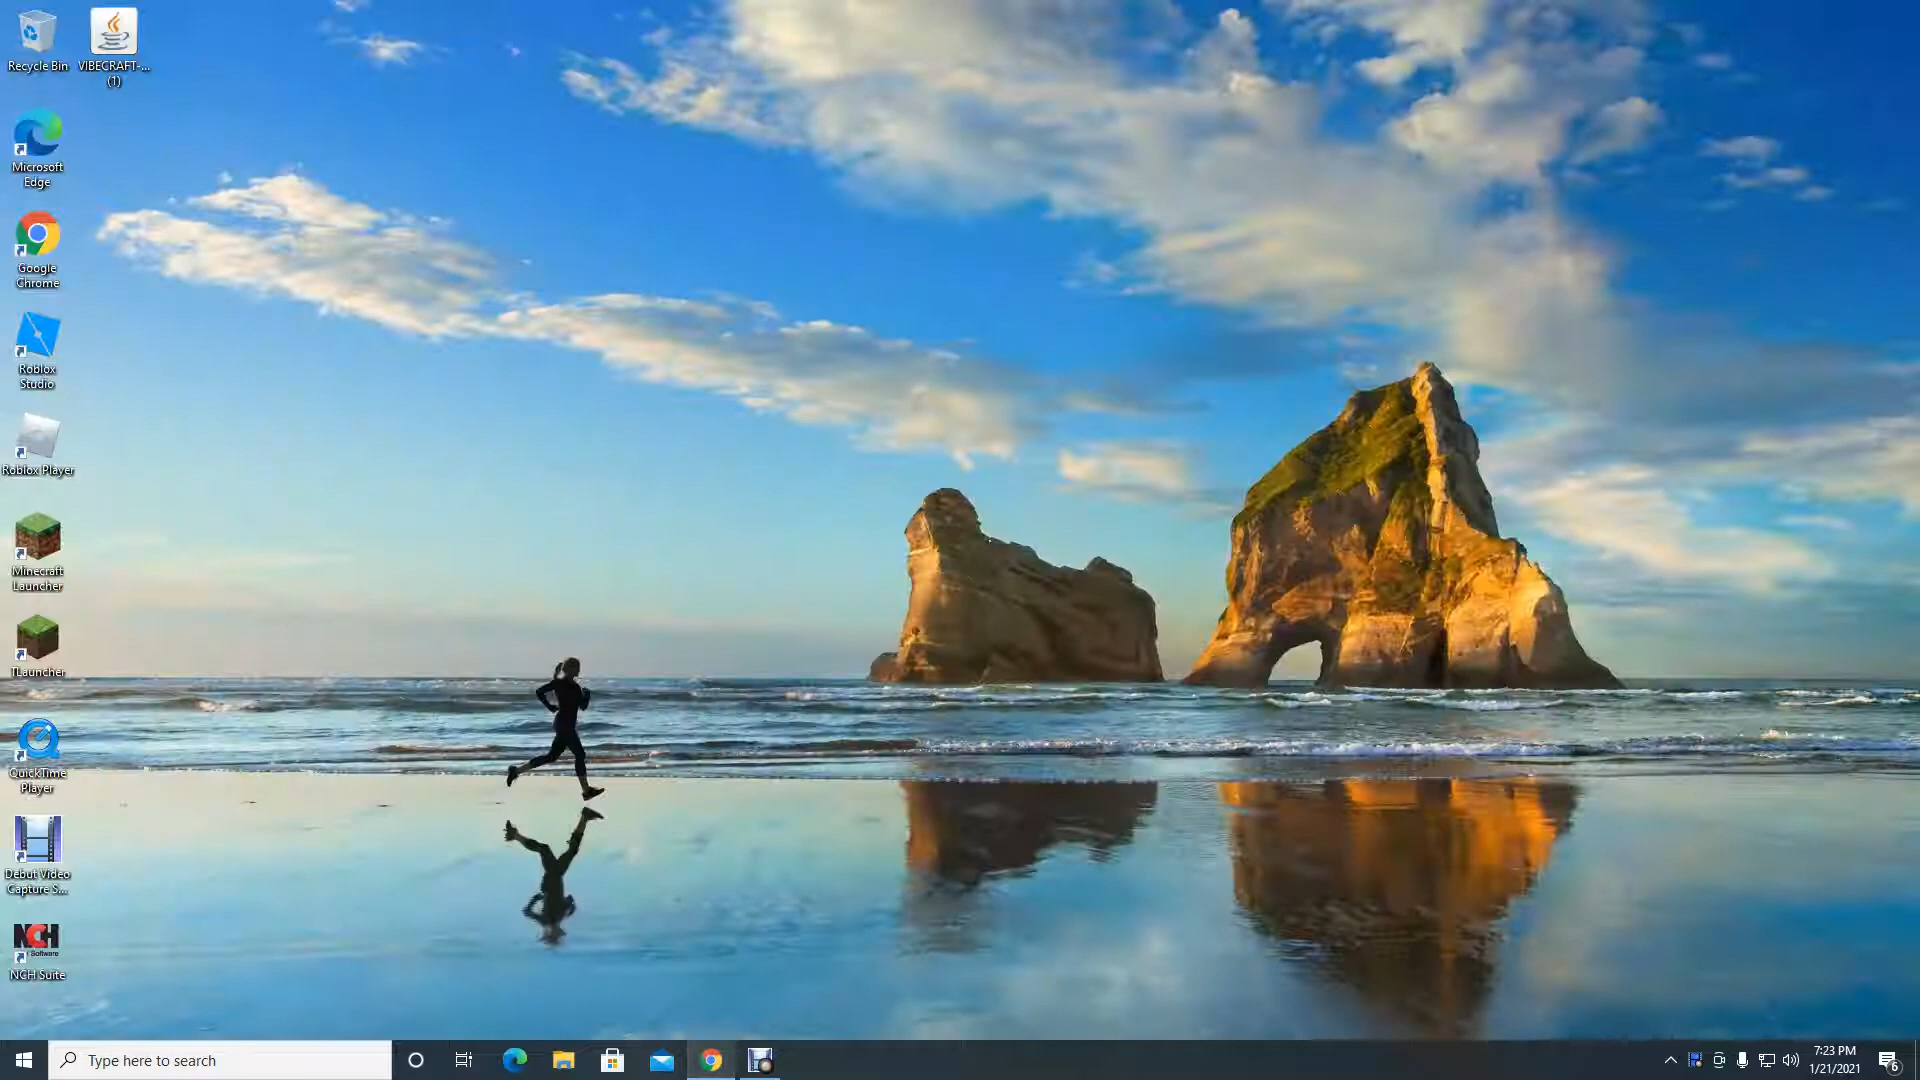 Recycle Bin
VIBECRAFT-...
(1)
Microsoft
Edge
Google
Chrome
Roblox
Studio
Roblox Player
Minecraft
Launcher
TLauncher
QuickTime
Player
Debut Video
Capture S...
NCH
Software
NCH Suite
Type here to search
7:23 PM
1/21/2021
6